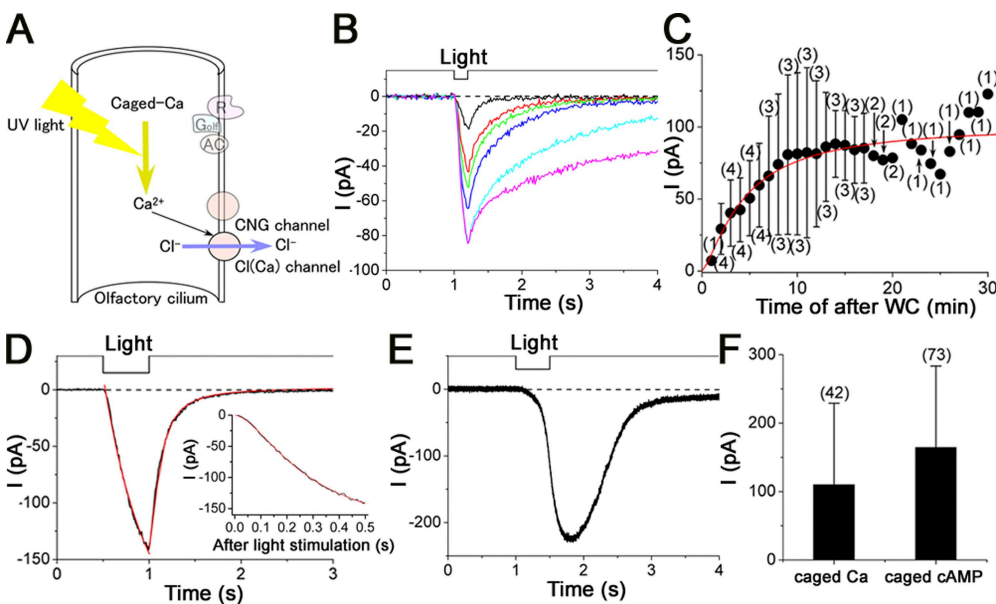 A
UV light
Caged-Ca
R
Golf
AC
Ca2+
CNG channel
Cl− Cl−
Cl(Ca) channel
Olfactory cilium
B
Light
0
-20
-40
-60
-80
-100
I (pA)
0 1 2 3 4
Time (s)
C
150
100
50
0
I (pA)
(1) (4) (3) (4) (4) (3) (4) (3) (3) (3) (3) (3) (3) (3) (3) (3) (3) (2) (2) (2) (1) (1) (1) (1) (1) (1) (1) (1) (1) (1)
0 10 20 30
Time of after WC (min)
D
Light
0
-50
-100
-150
I (pA)
0 1 2 3
Time (s)
0
-25
-50
-75
-100
-125
-150
I (pA)
0.0 0.1 0.2 0.3 0.4 0.5
After light stimulation (s)
E
Light
0
-100
-200
I (pA)
0 1 2 3 4
Time (s)
F
300
200
100
0
I (pA)
(42)
(73)
caged Ca caged cAMP